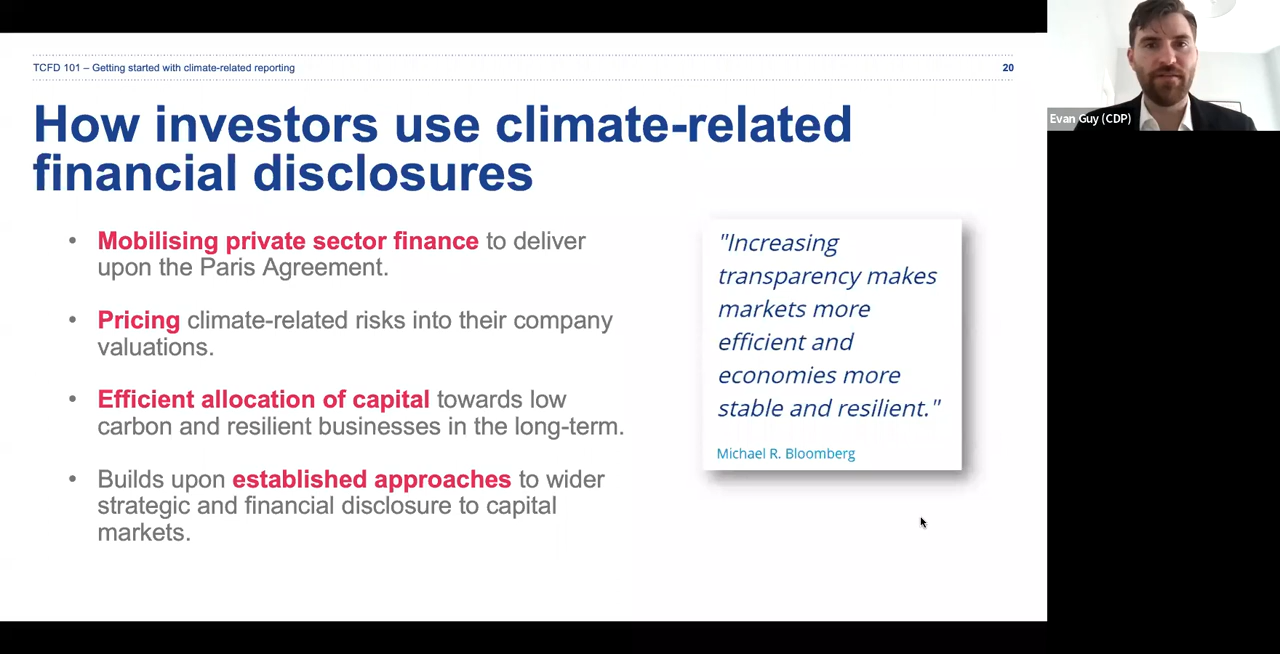 TCFD 101 – Getting started with climate-related reporting
20
How investors use climate-related
financial disclosures
• Mobilising private sector finance to deliver
upon the Paris Agreement.
• Pricing climate-related risks into their company
valuations.
• Efficient allocation of capital towards low
carbon and resilient businesses in the long-term.
• Builds upon established approaches to wider
strategic and financial disclosure to capital
markets.
"Increasing
transparency makes
markets more
efficient and
economies more
stable and resilient."
Michael R. Bloomberg
Evan Guy (CDP)